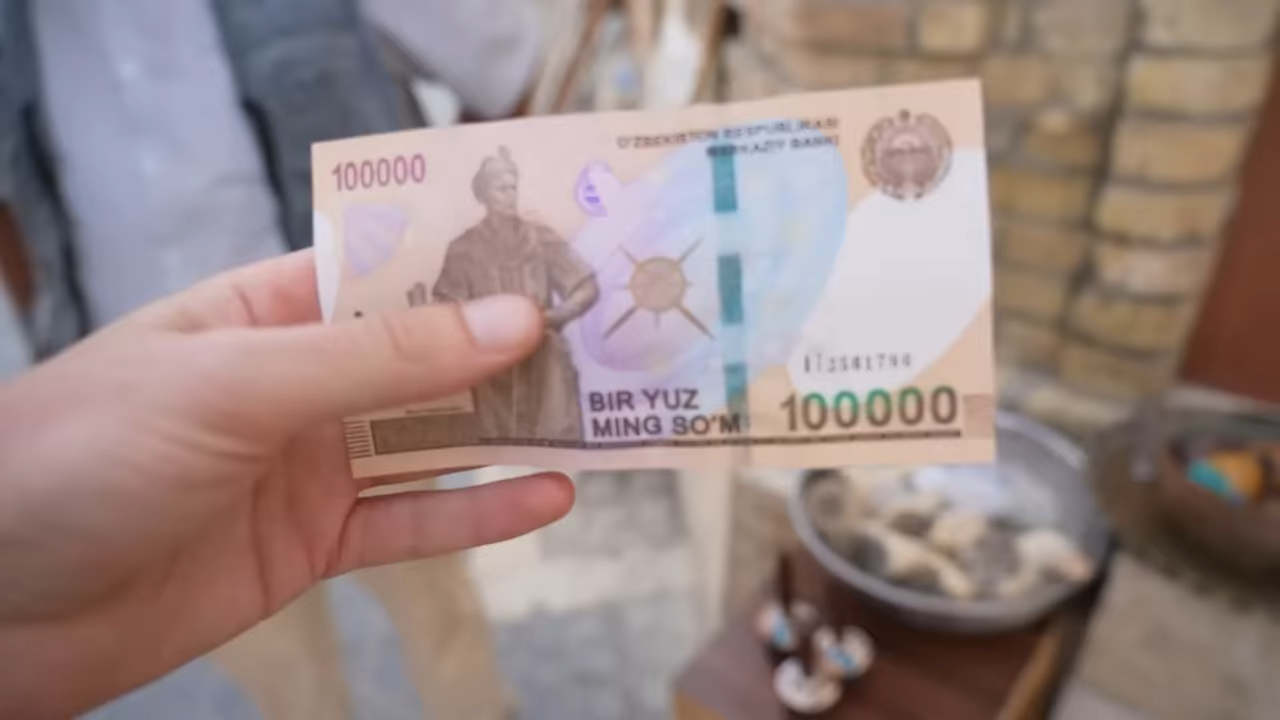 100000
O'ZBEKISTON RESPUBLIKASI
MARKAZIY BANKI
BIR YUZ
MING SO'M
100000